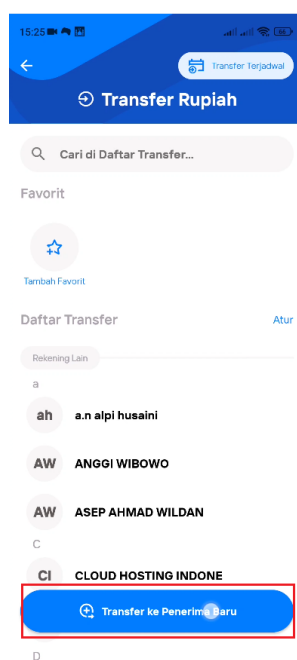 15:25
66
Transfer Terjadwal
Transfer Rupiah
Cari di Daftar Transfer...
Favorit
Tambah Favorit
Daftar Transfer
Atur
Rekening Lain
a
ah
a.n alpi husaini
AW
ANGGI WIBOWO
AW
ASEP AHMAD WILDAN
C
CI
CLOUD HOSTING INDONE
Transfer ke Penerima Baru
D